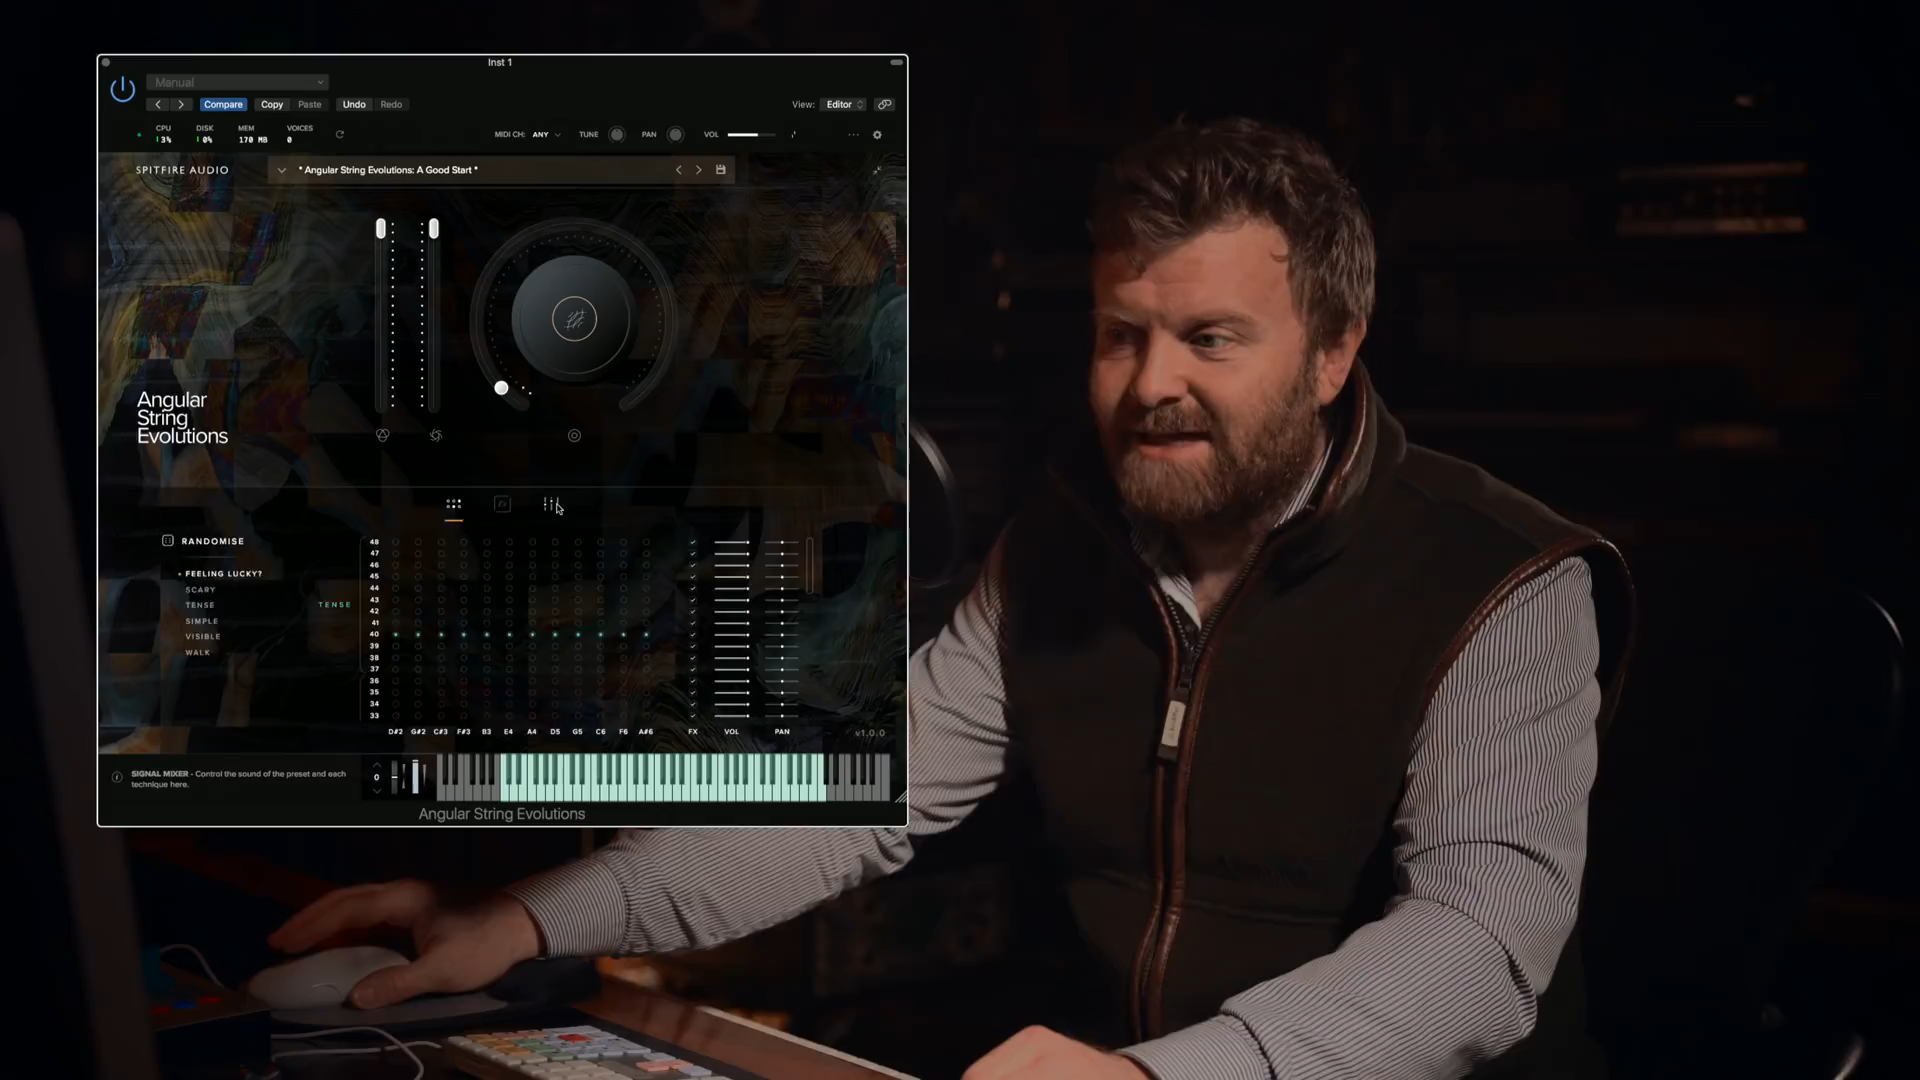 Inst 1
Manual
Compare Copy Paste Undo Redo View: Editor
CPU DISK MEM VOICES
3% 0% 170 MB 0
MIDI CH: ANY TUNE PAN VOL
SPITFIRE AUDIO
* Angular String Evolutions: A Good Start *
Angular
String
Evolutions
RANDOMISE
FEELING LUCKY?
SCARY
TENSE
SIMPLE
VISIBLE
WALK
TENSE
48
47
46
45
44
43
42
41
40
39
38
37
36
35
34
33
D#2 G#2 C#3 F#3 B3 E4 A4 D5 G5 C6 F6 A#6 FX VOL PAN
v1.0.0
SIGNAL MIXER - Control the sound of the preset and each
technique here.
0
Angular String Evolutions